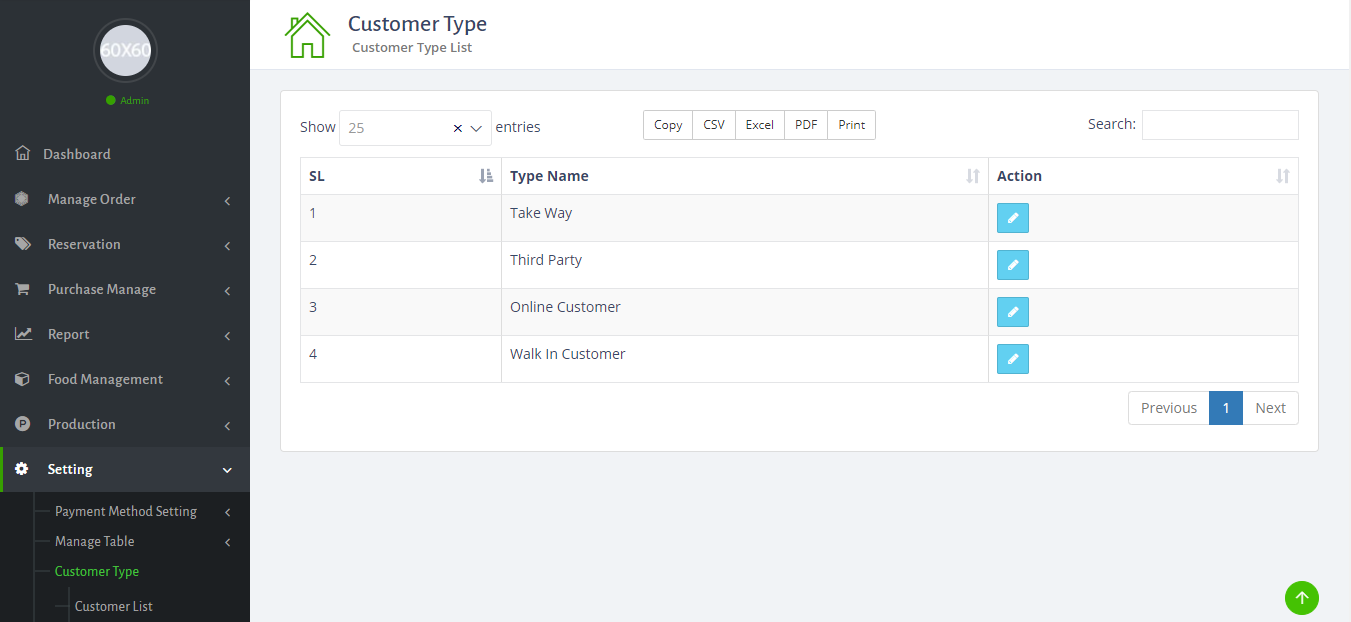 60X60
Admin
Dashboard
Manage Order
Reservation
Purchase Manage
Report
Food Management
P Production
Setting
Payment Method Setting
Manage Table
Customer Type
Customer List
Customer Type
Customer Type List
Show 25 × entries Copy CSV Excel PDF Print Search:
SL Type Name Action
1 Take Way
2 Third Party
3 Online Customer
4 Walk In Customer
Previous 1 Next